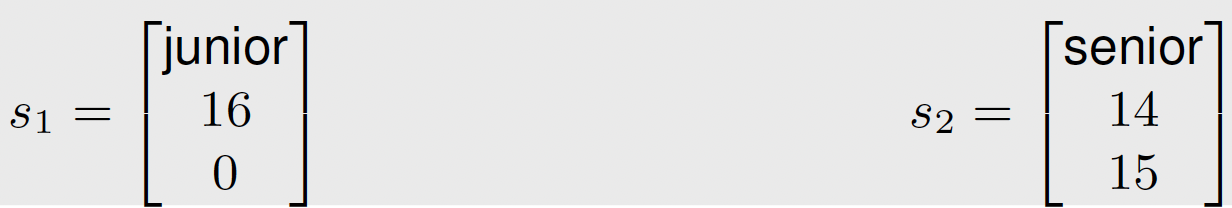 s₁ = [junior 16 0]
s₂ = [senior 14 15]